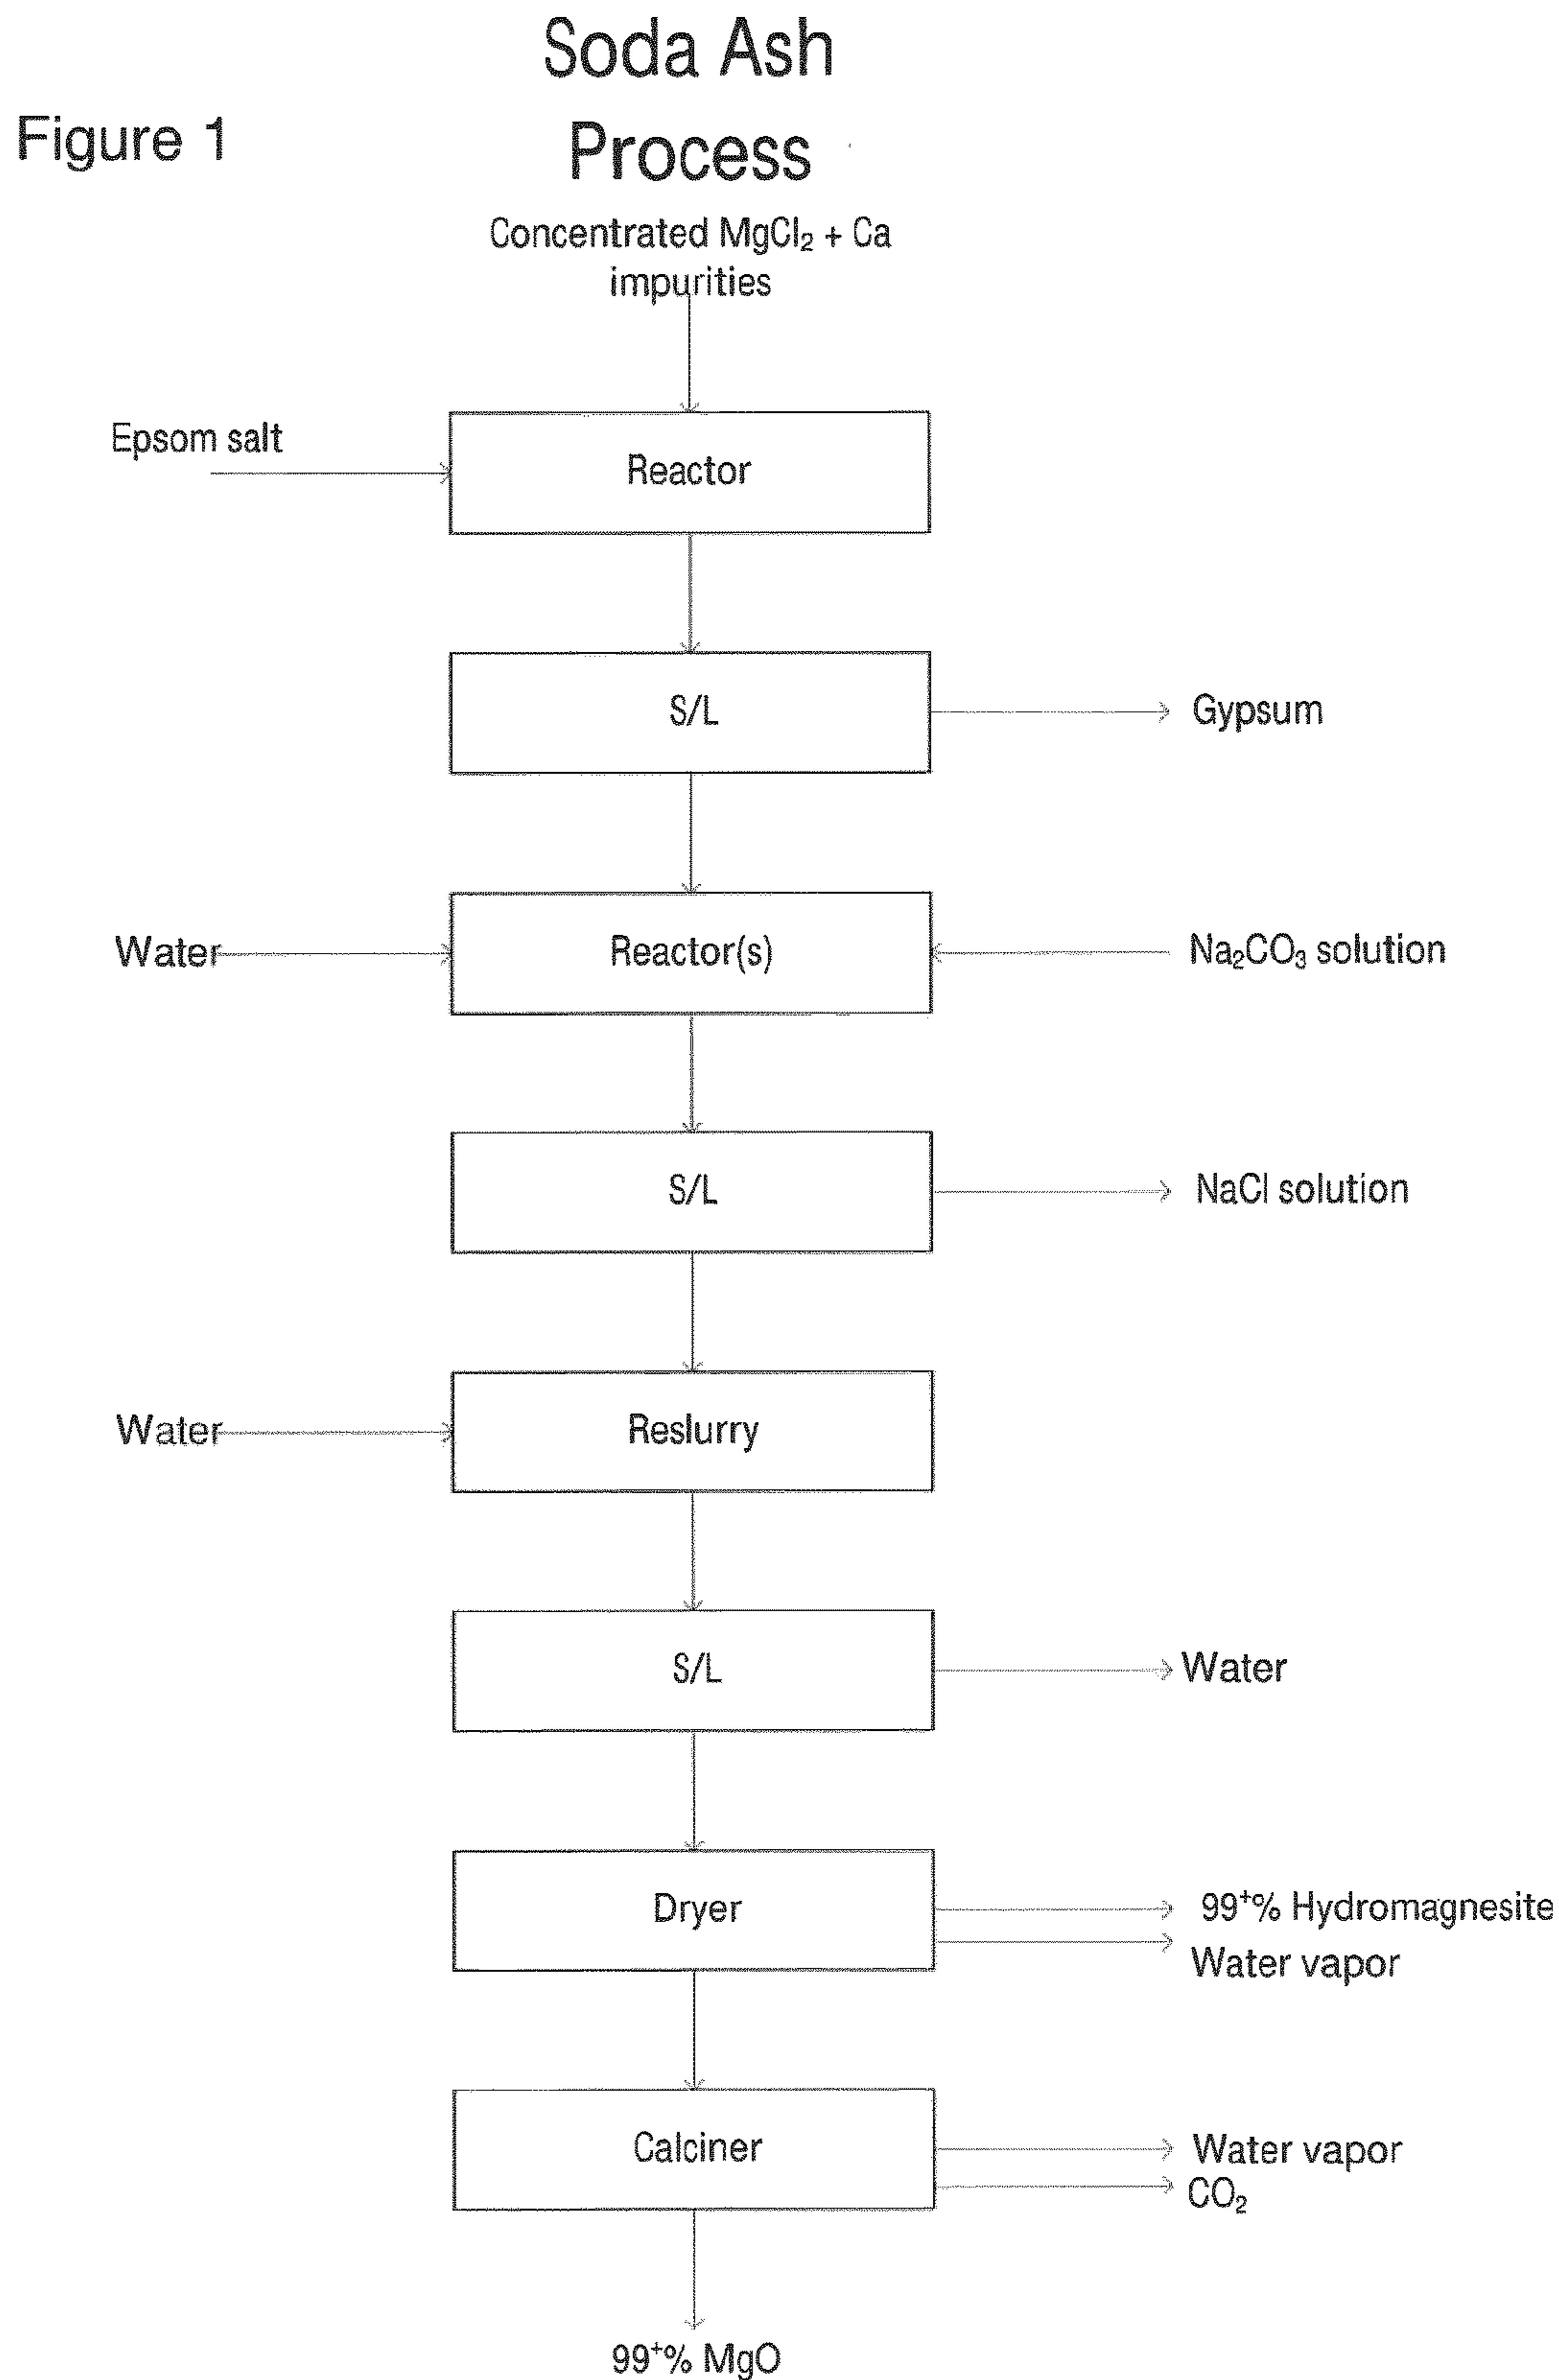 Soda Ash
Figure 1
Process
Concentrated MgCl₂ + Ca
impurities
Epsom salt
Reactor
S/L
Gypsum
Water
Reactor(s)
Na₂CO₃ solution
S/L
NaCl solution
Water
Reslurry
S/L
Water
Dryer
99⁺% Hydromagnesite
Water vapor
Calciner
Water vapor
CO₂
99⁺% MgO